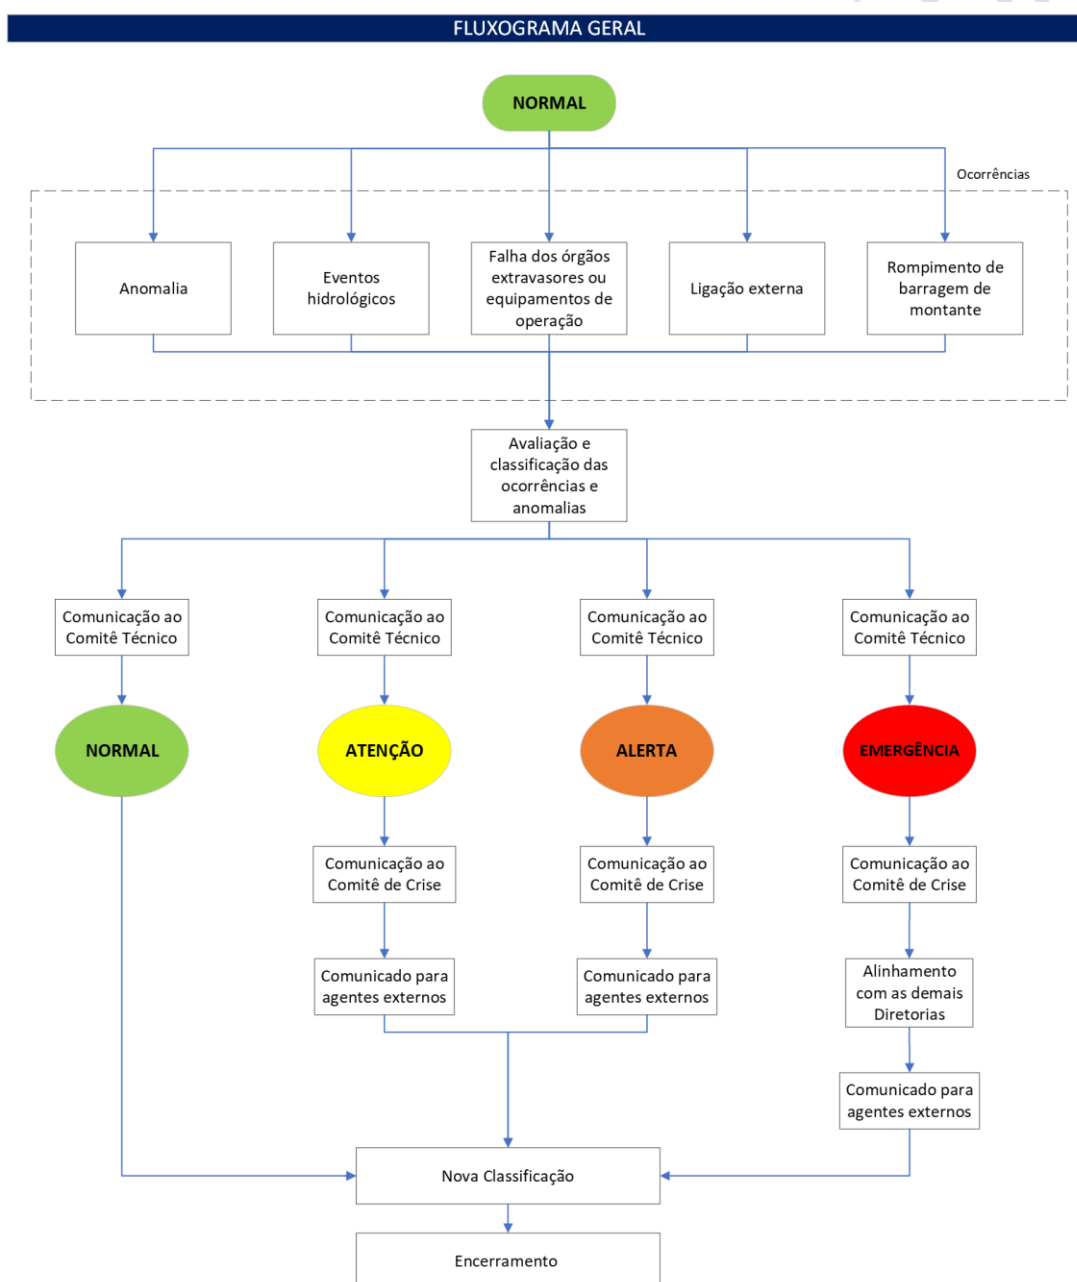 FLUXOGRAMA GERAL
NORMAL
Ocorrências
Anomalia
Eventos
hidrológicos
Falha dos órgãos
extravasores ou
equipamentos de
operação
Ligação externa
Rompimento de
barragem de
montante
Avaliação e
classificação das
ocorrências e
anomalias
Comunicação ao
Comitê Técnico
Comunicação ao
Comitê Técnico
Comunicação ao
Comitê Técnico
Comunicação ao
Comitê Técnico
NORMAL
ATENÇÃO
ALERTA
EMERGÊNCIA
Comunicação ao
Comitê de Crise
Comunicação ao
Comitê de Crise
Comunicação ao
Comitê de Crise
Comunicado para
agentes externos
Comunicado para
agentes externos
Alinhamento
com as demais
Diretorias
Comunicado para
agentes externos
Nova Classificação
Encerramento